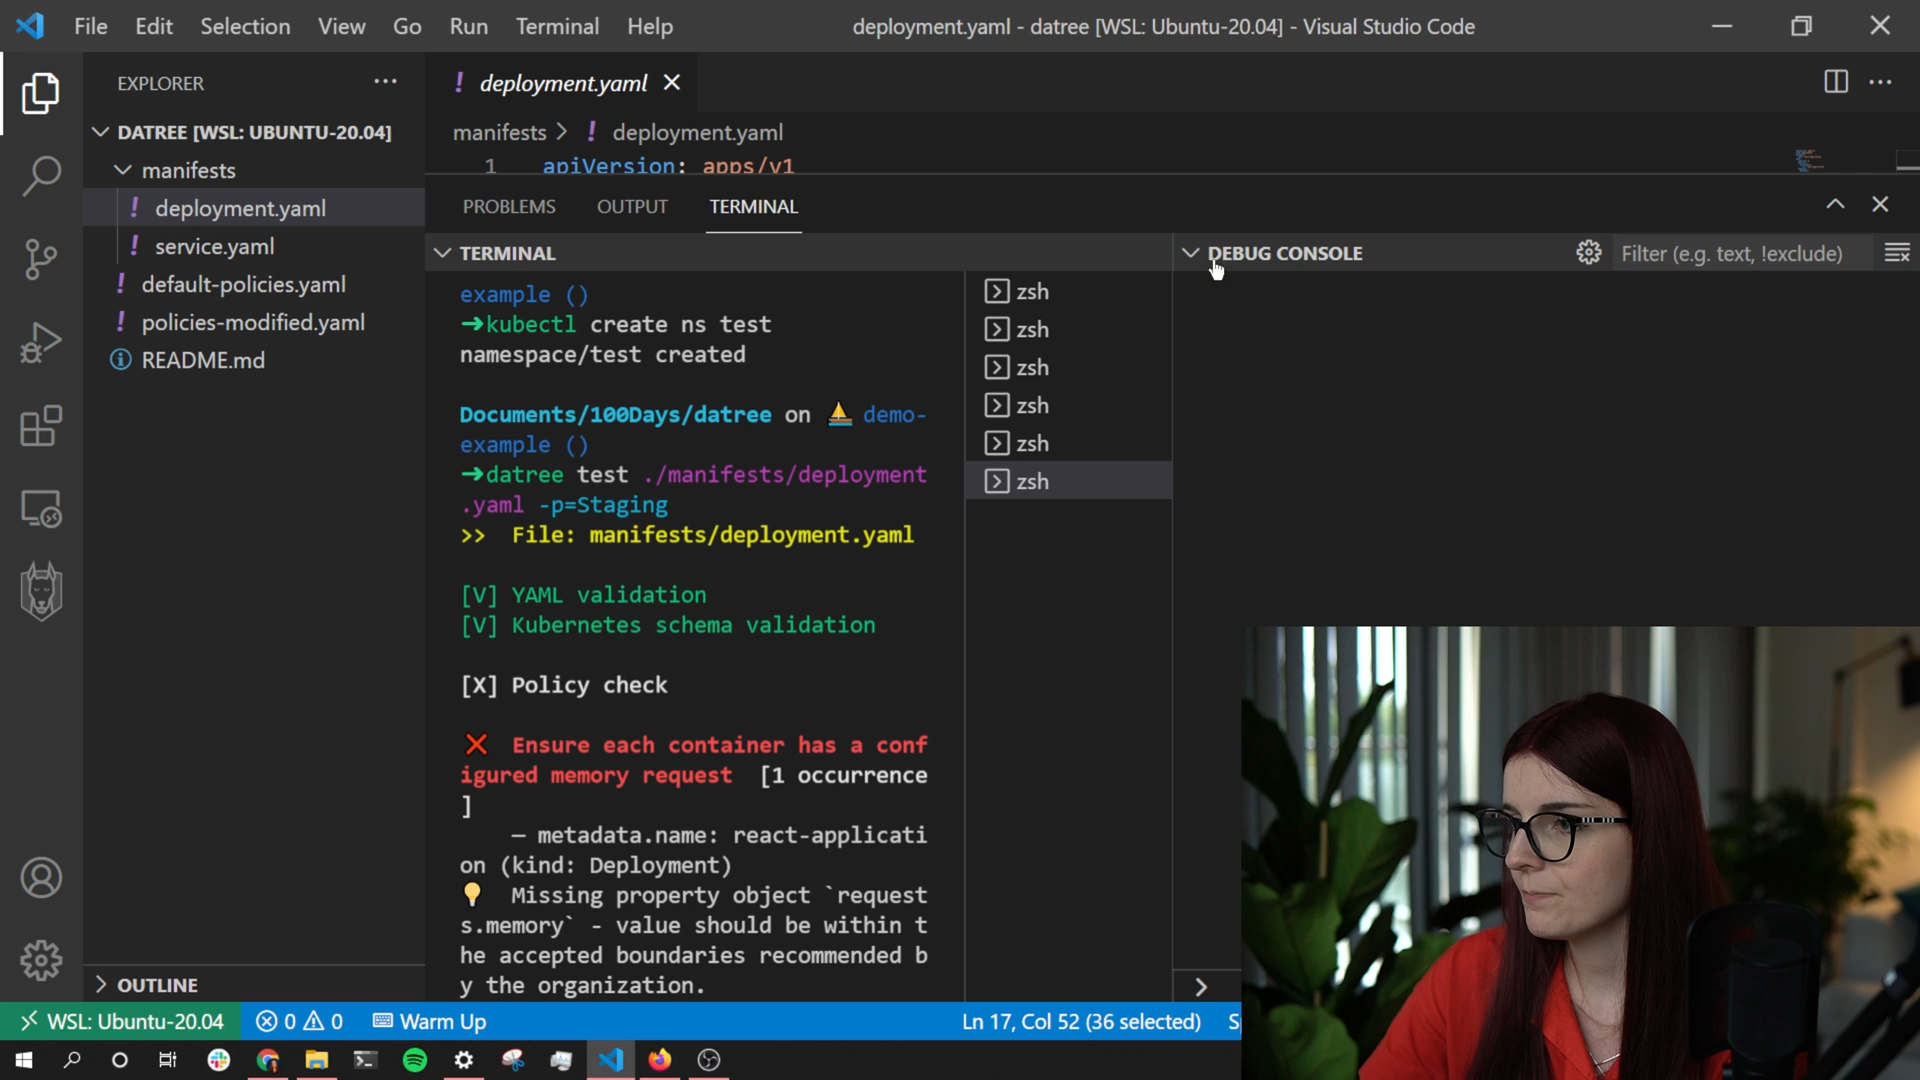 File Edit Selection View Go Run Terminal Help
deployment.yaml - datree [WSL: Ubuntu-20.04] - Visual Studio Code
EXPLORER
DATREE [WSL: UBUNTU-20.04]
manifests
! deployment.yaml
! service.yaml
! default-policies.yaml
! policies-modified.yaml
README.md
OUTLINE
! deployment.yaml
manifests > ! deployment.yaml
1 apiVersion: apps/v1
PROBLEMS OUTPUT TERMINAL
TERMINAL
example ()
➜kubectl create ns test
namespace/test created
Documents/100Days/datree on ⛵ demo-
example ()
➜datree test ./manifests/deployment
.yaml -p=Staging
>> File: manifests/deployment.yaml
[V] YAML validation
[V] Kubernetes schema validation
[X] Policy check
❌ Ensure each container has a conf
igured memory request [1 occurrence
]
— metadata.name: react-applicati
on (kind: Deployment)
💡 Missing property object `request
s.memory` - value should be within t
he accepted boundaries recommended b
y the organization.
zsh
zsh
zsh
zsh
zsh
zsh
DEBUG CONSOLE
Filter (e.g. text, !exclude)
WSL: Ubuntu-20.04 0 0 Warm Up
Ln 17, Col 52 (36 selected)